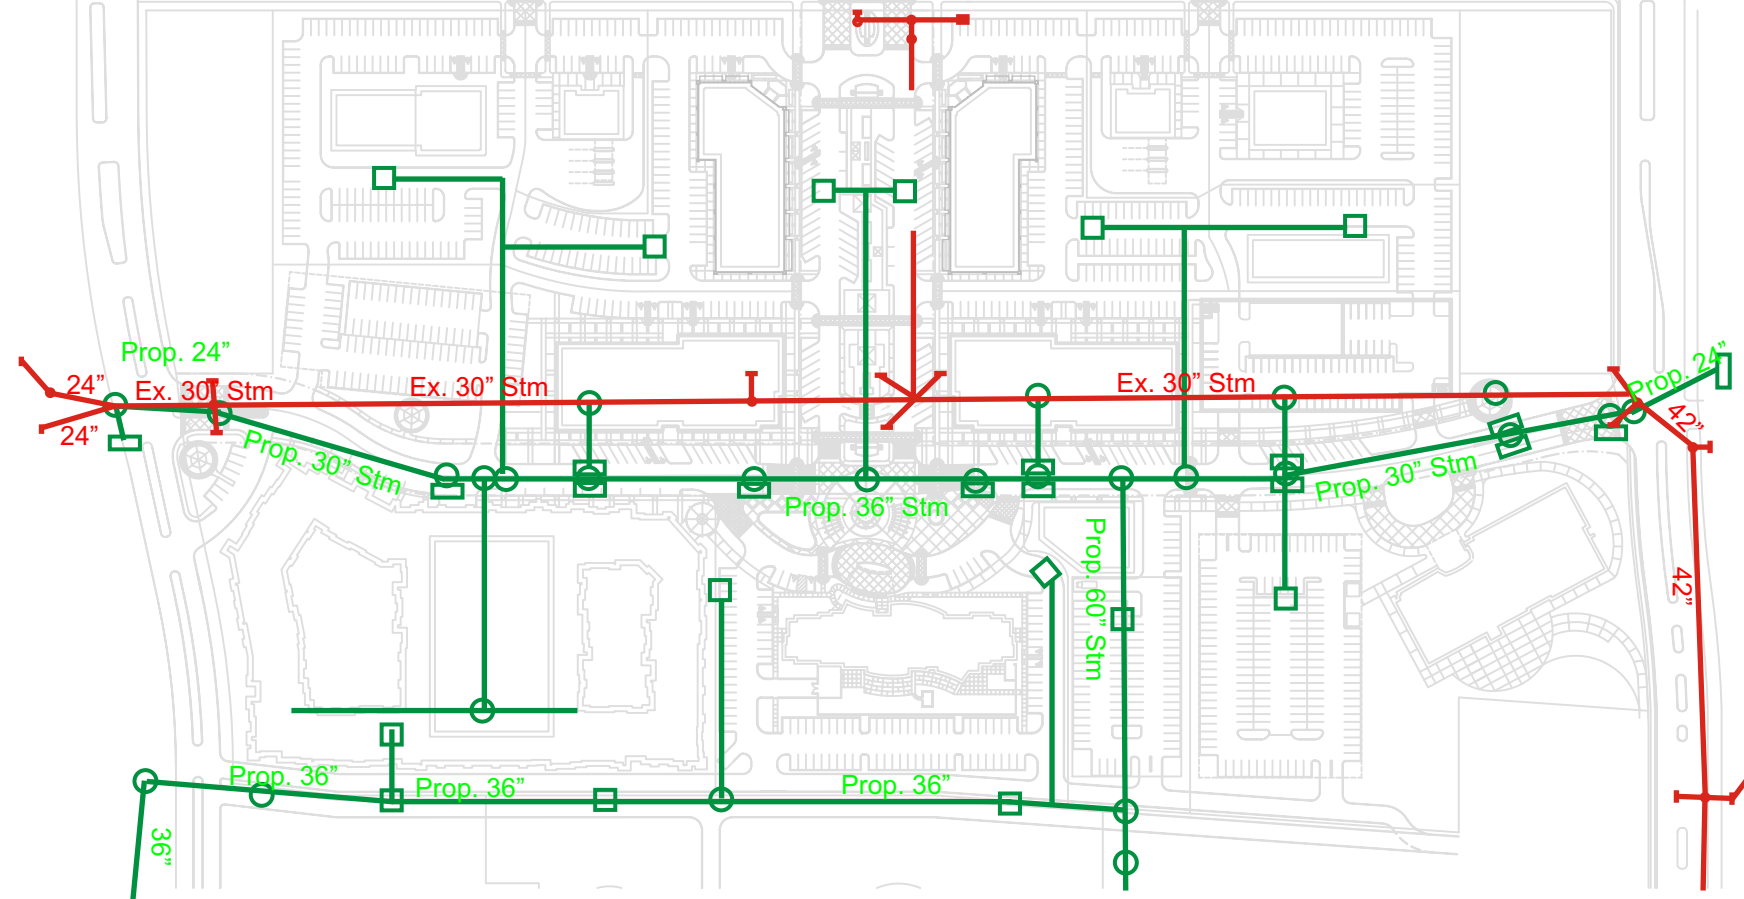 Prop. 24”
Prop. 24”
24”
Ex. 30” Stm
Ex. 30” Stm
Ex. 30” Stm
24”
42”
Prop. 30” Stm
Prop. 30” Stm
Prop. 36” Stm
Prop. 60” Stm
42”
Prop. 36”
Prop. 36”
Prop. 36”
36”